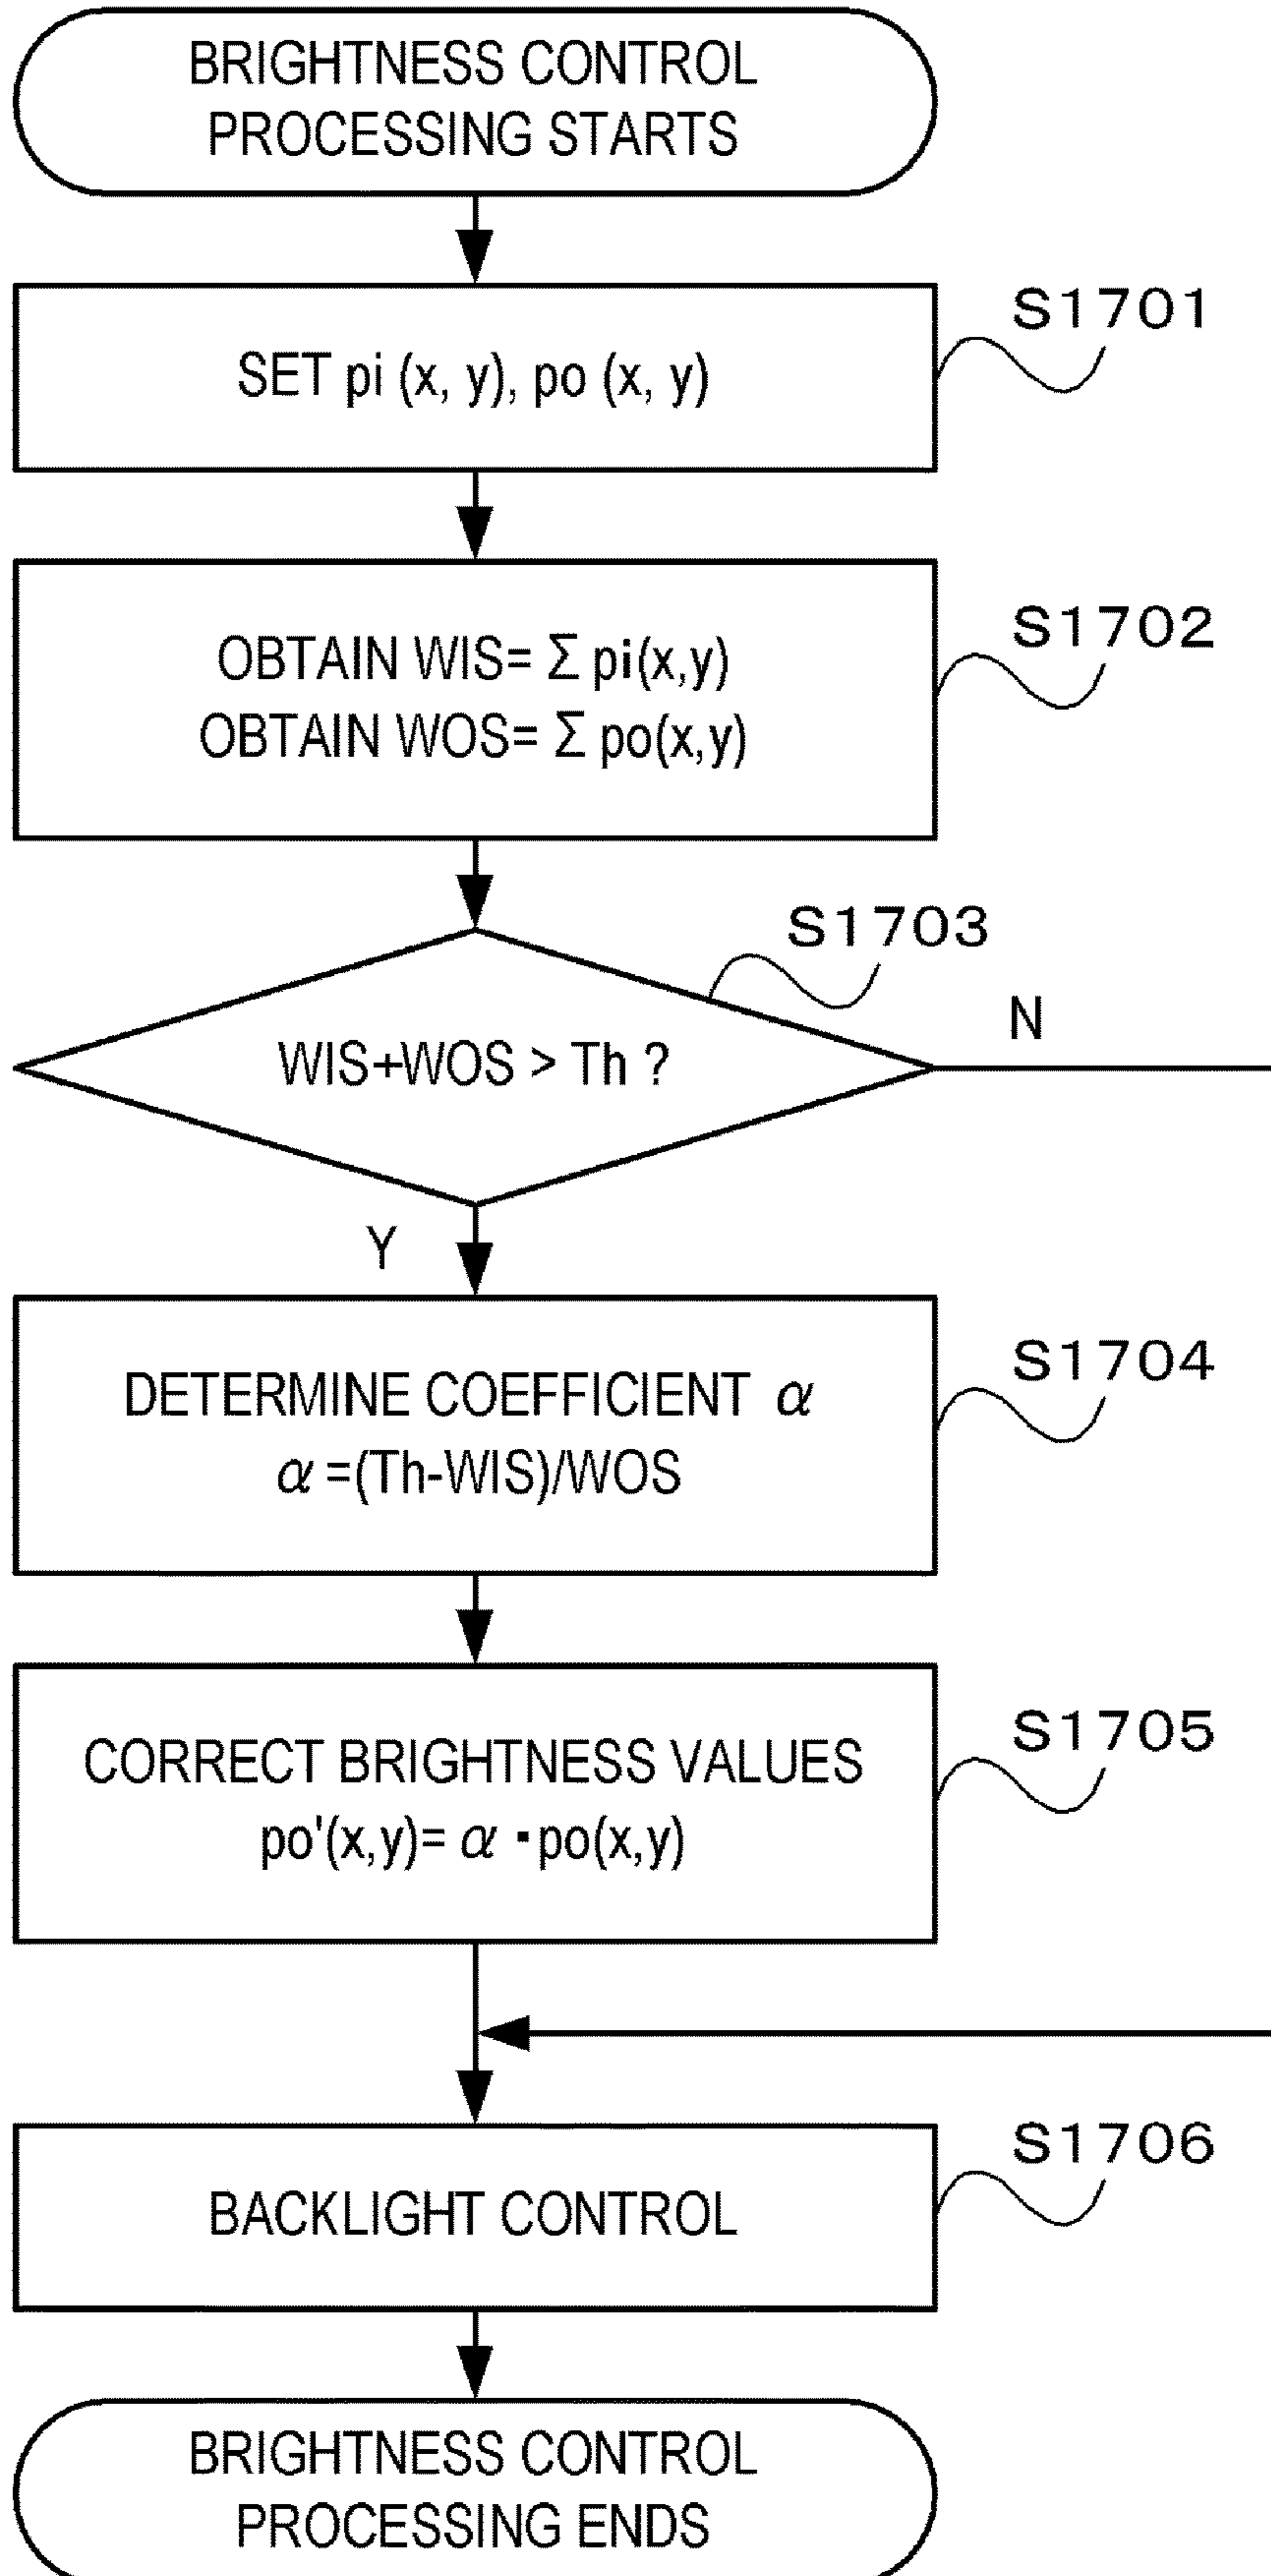 BRIGHTNESS CONTROL
PROCESSING STARTS
S1701
SET pi (x, y), po (x, y)
S1702
OBTAIN WIS= Σ pi(x,y)
OBTAIN WOS= Σ po(x,y)
S1703
N
WIS+WOS > Th ?
Y
S1704
DETERMINE COEFFICIENT α
α =(Th-WIS)/WOS
S1705
CORRECT BRIGHTNESS VALUES
po'(x,y)= α ・po(x,y)
S1706
BACKLIGHT CONTROL
BRIGHTNESS CONTROL
PROCESSING ENDS